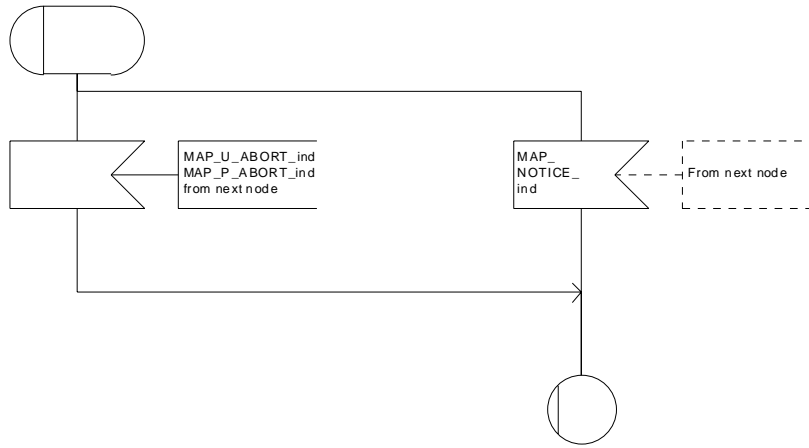 MAP_U_ABORT_ind
MAP_P_ABORT_ind
from next node
MAP_
NOTICE_
ind
From next node